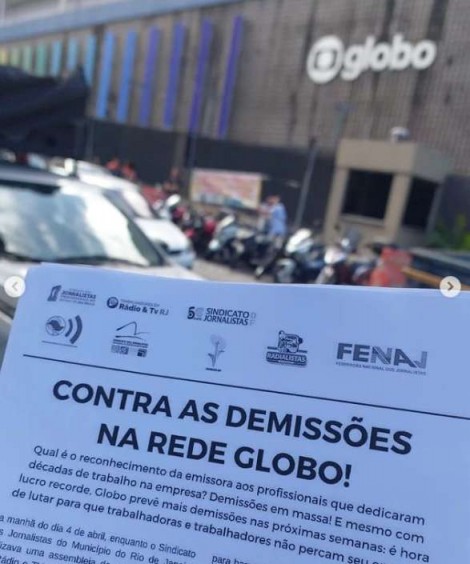 globo
SINDICATO
JORNALISTAS
Rádio & Tv RJ
SINDICATO
JORNALISTAS
RADIALISTAS
FENAJ
FEDERAÇÃO NACIONAL DOS JORNALISTAS
CONTRA AS DEMISSÕES
NA REDE GLOBO!
Qual é o reconhecimento da emissora aos profissionais que dedicaram
décadas de trabalho na empresa? Demissões em massa! E mesmo com
lucro recorde, Globo prevê mais demissões nas próximas semanas: é hora
de lutar para que trabalhadoras e trabalhadores não percam seu
manhã do dia 4 de abril, enquanto o Sindicato
Jornalistas do Município do Rio de
uma assembleia